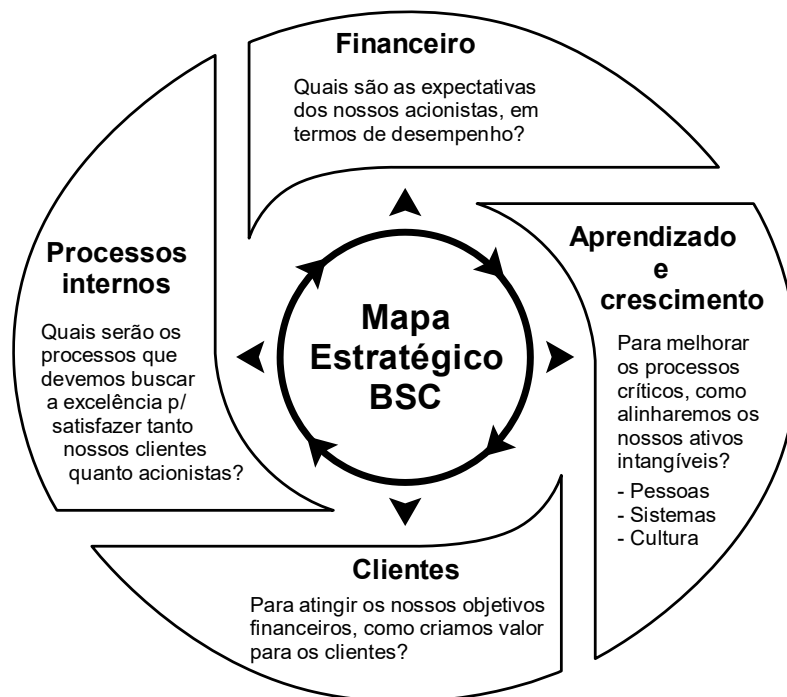 Financeiro
Quais são as expectativas
dos nossos acionistas, em
termos de desempenho?
Processos
internos
Quais serão os
processos que
devemos buscar
a excelência p/
satisfazer tanto
nossos clientes
quanto acionistas?
Mapa
Estratégico
BSC
Aprendizado
e
crescimento
Para melhorar
os processos
críticos, como
alinharemos os
nossos ativos
intangíveis?
- Pessoas
- Sistemas
- Cultura
Clientes
Para atingir os nossos objetivos
financeiros, como criamos valor
para os clientes?